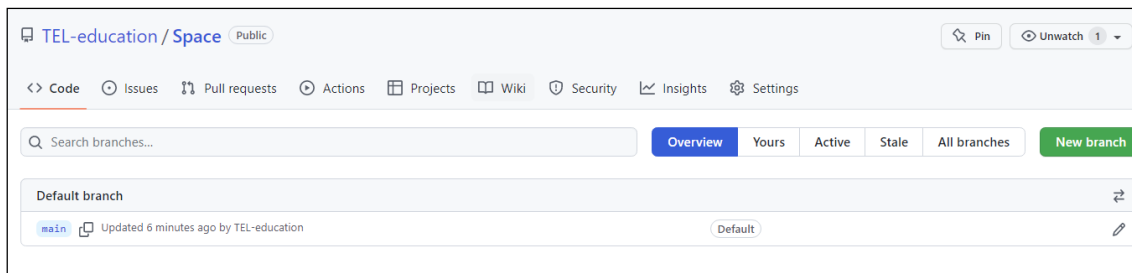 TEL-education / Space Public Pin Unwatch 1
Code Issues Pull requests Actions Projects Wiki Security Insights Settings
Search branches... Overview Yours Active Stale All branches New branch
Default branch
main Updated 6 minutes ago by TEL-education Default